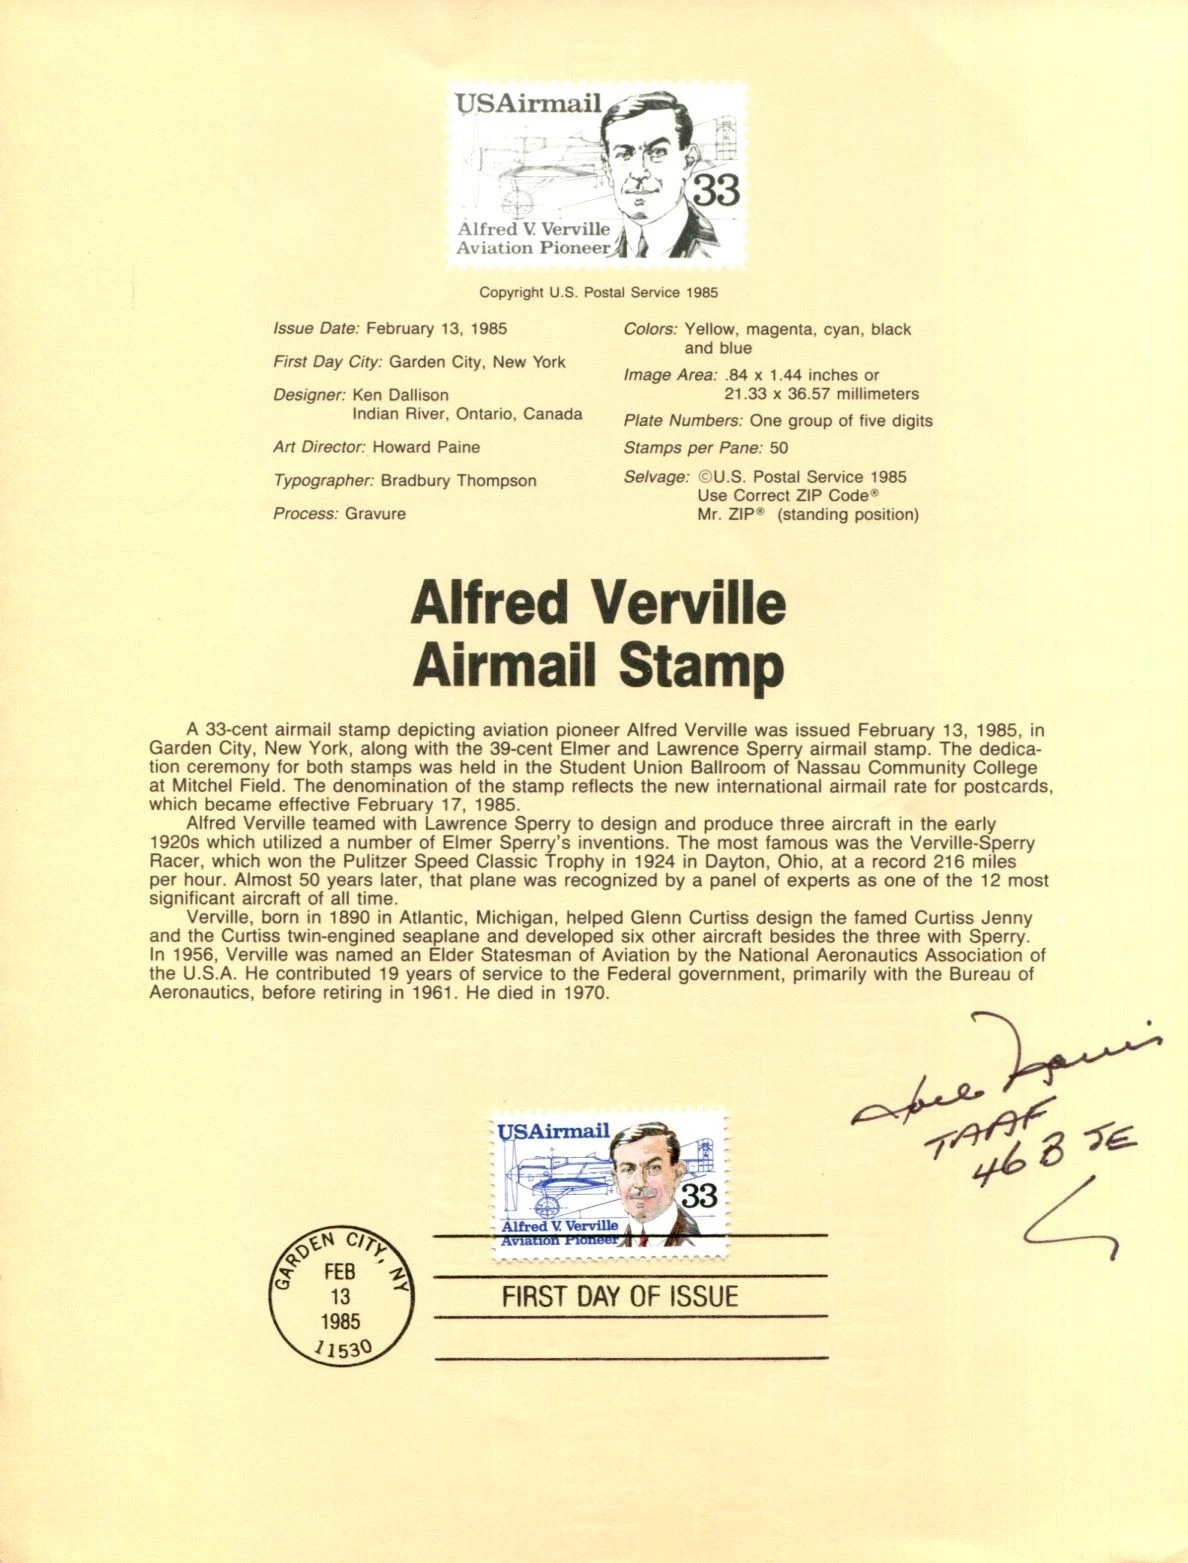 USAirmail
33
Alfred V. Verville
Aviation Pioneer
Copyright U.S. Postal Service 1985
Issue Date: February 13, 1985
First Day City: Garden City, New York
Designer: Ken Dallison
Indian River, Ontario, Canada
Art Director: Howard Paine
Typographer: Bradbury Thompson
Process: Gravure
Colors: Yellow, magenta, cyan, black
and blue
Image Area: .84 x 1.44 inches or
21.33 x 36.57 millimeters
Plate Numbers: One group of five digits
Stamps per Pane: 50
Selvage: ©U.S. Postal Service 1985
Use Correct ZIP Code®
Mr. ZIP® (standing position)
Alfred Verville
Airmail Stamp
A 33-cent airmail stamp depicting aviation pioneer Alfred Verville was issued February 13, 1985, in
Garden City, New York, along with the 39-cent Elmer and Lawrence Sperry airmail stamp. The dedica-
tion ceremony for both stamps was held in the Student Union Ballroom of Nassau Community College
at Mitchel Field. The denomination of the stamp reflects the new international airmail rate for postcards,
which became effective February 17, 1985.
Alfred Verville teamed with Lawrence Sperry to design and produce three aircraft in the early
1920s which utilized a number of Elmer Sperry's inventions. The most famous was the Verville-Sperry
Racer, which won the Pulitzer Speed Classic Trophy in 1924 in Dayton, Ohio, at a record 216 miles
per hour. Almost 50 years later, that plane was recognized by a panel of experts as one of the 12 most
significant aircraft of all time.
Verville, born in 1890 in Atlantic, Michigan, helped Glenn Curtiss design the famed Curtiss Jenny
and the Curtiss twin-engined seaplane and developed six other aircraft besides the three with Sperry.
In 1956, Verville was named an Elder Statesman of Aviation by the National Aeronautics Association of
the U.S.A. He contributed 19 years of service to the Federal government, primarily with the Bureau of
Aeronautics, before retiring in 1961. He died in 1970.
TAAF
46 B SE
USAirmail
33
Alfred V. Verville
Aviation Pioneer
GARDEN CITY, NY
FEB
13
1985
11530
FIRST DAY OF ISSUE